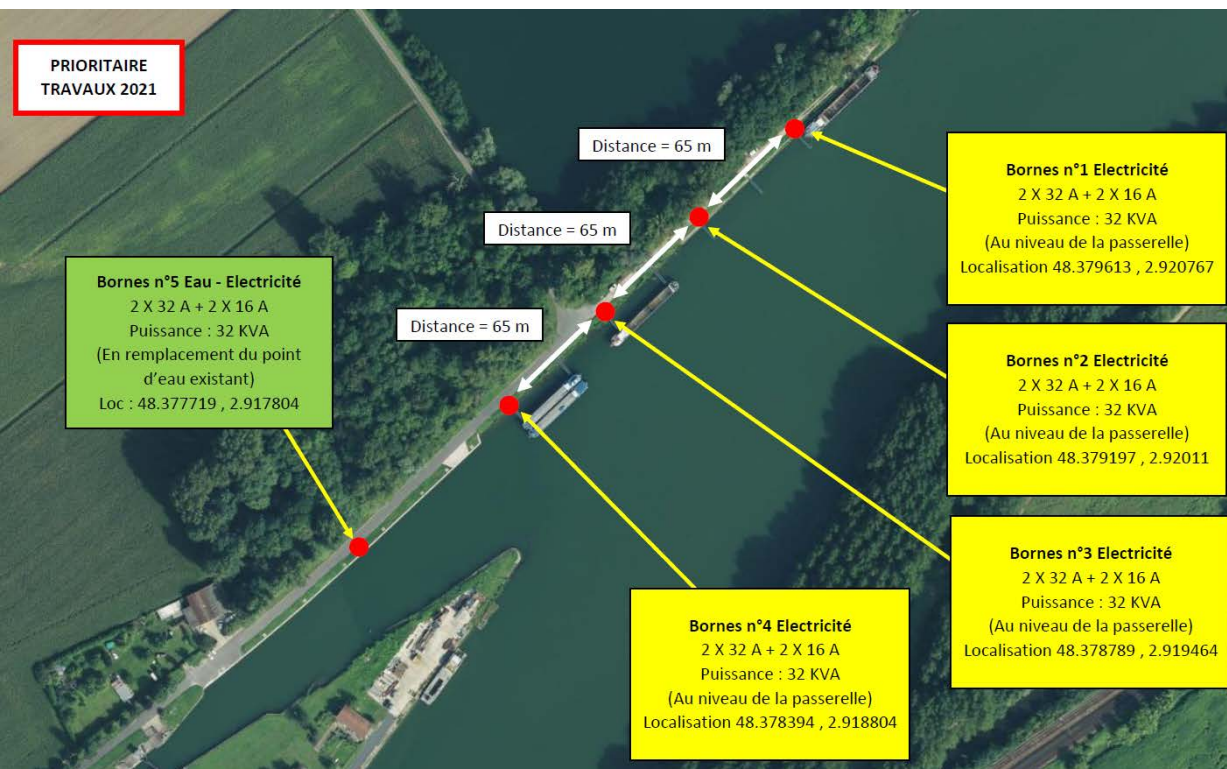 PRIORITAIRE
TRAVAUX 2021
Distance = 65 m
Distance = 65 m
Distance = 65 m
Bornes n°1 Electricité
2 X 32 A + 2 X 16 A
Puissance : 32 KVA
(Au niveau de la passerelle)
Localisation 48.379613 , 2.920767
Bornes n°5 Eau - Electricité
2 X 32 A + 2 X 16 A
Puissance : 32 KVA
(En remplacement du point
d'eau existant)
Loc : 48.377719 , 2.917804
Bornes n°2 Electricité
2 X 32 A + 2 X 16 A
Puissance : 32 KVA
(Au niveau de la passerelle)
Localisation 48.379197 , 2.92011
Bornes n°3 Electricité
2 X 32 A + 2 X 16 A
Puissance : 32 KVA
(Au niveau de la passerelle)
Localisation 48.378789 , 2.919464
Bornes n°4 Electricité
2 X 32 A + 2 X 16 A
Puissance : 32 KVA
(Au niveau de la passerelle)
Localisation 48.378394 , 2.918804